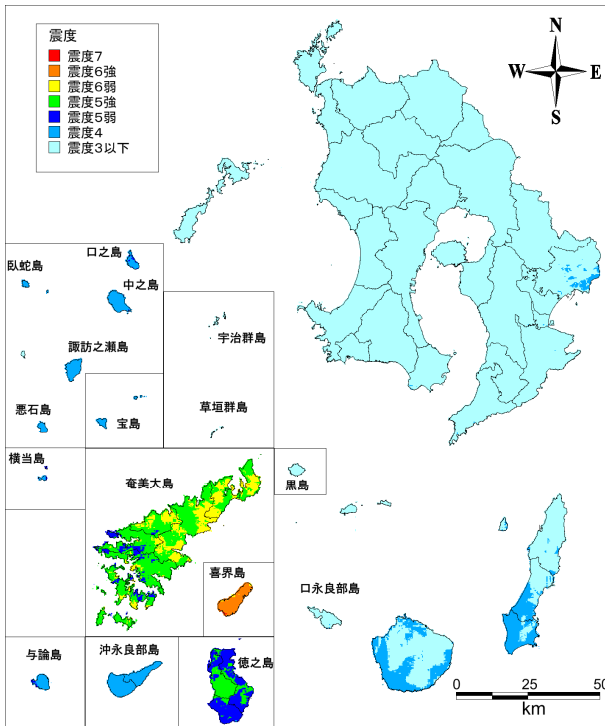 震度
震度7
震度6強
震度6弱
震度5強
震度5弱
震度4
震度3以下
N
W E
S
口之島
臥蛇島
中之島
宇治群島
諏訪之瀬島
草垣群島
悪石島
宝島
横当島
奄美大島
黒島
喜界島
口永良部島
与論島
沖永良部島
徳之島
0 25 50
km